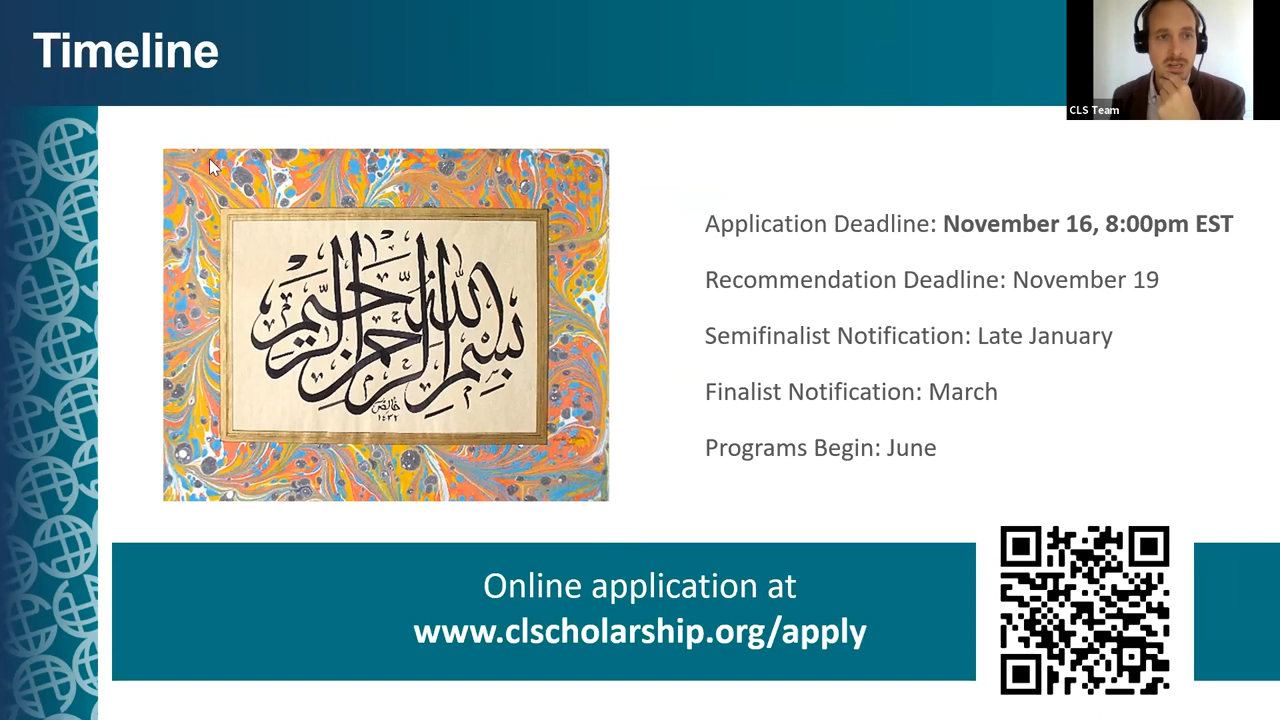 Timeline
CLS Team
بسم الله الرحمن الرحيم
١٤٣٢
Application Deadline: November 16, 8:00pm EST
Recommendation Deadline: November 19
Semifinalist Notification: Late January
Finalist Notification: March
Programs Begin: June
Online application at
www.clscholarship.org/apply